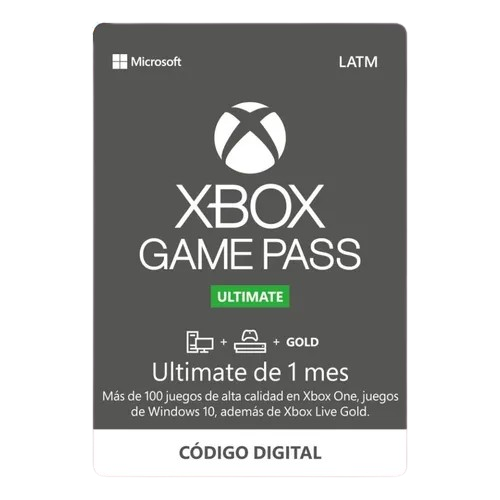 Microsoft LATM
XBOX
GAME PASS
ULTIMATE
+ + GOLD
Ultimate de 1 mes
Más de 100 juegos de alta calidad en Xbox One, juegos
de Windows 10, además de Xbox Live Gold.
CÓDIGO DIGITAL